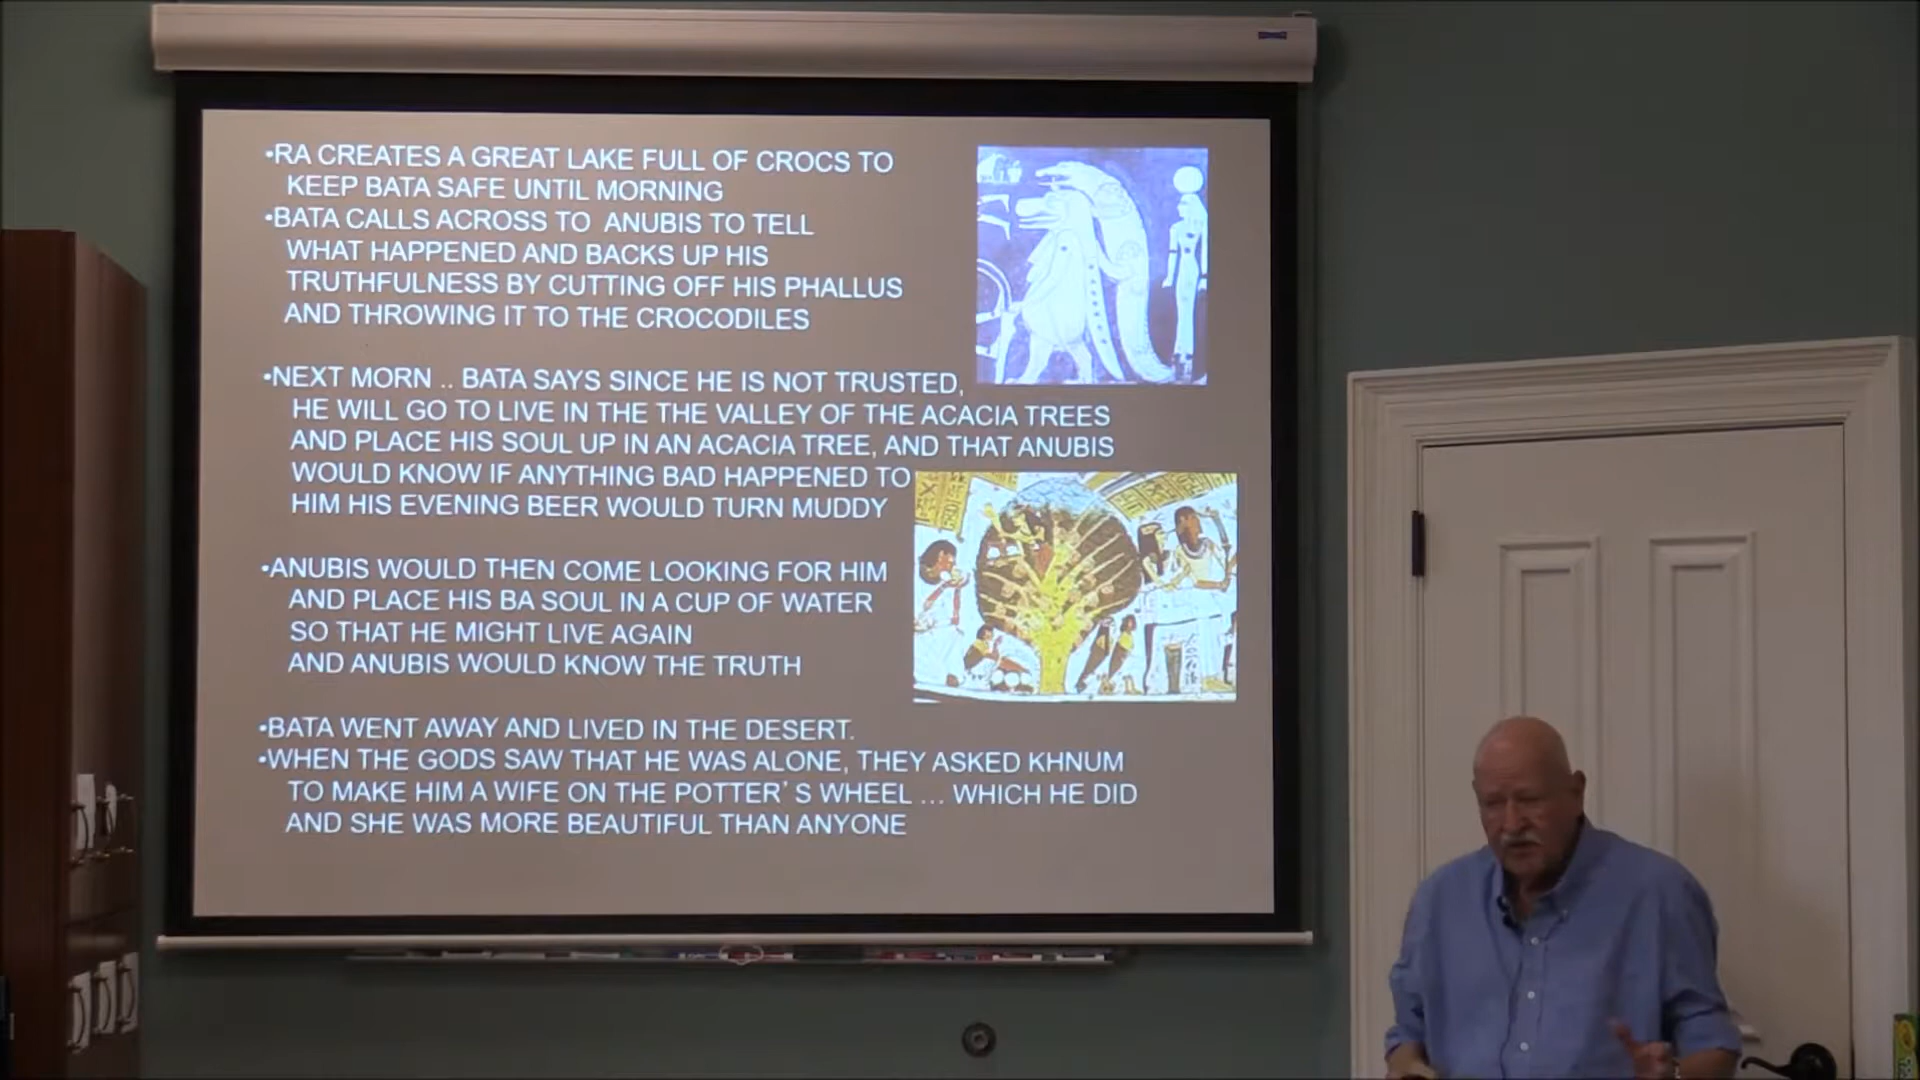 •RA CREATES A GREAT LAKE FULL OF CROCS TO
KEEP BATA SAFE UNTIL MORNING
•BATA CALLS ACROSS TO ANUBIS TO TELL
WHAT HAPPENED AND BACKS UP HIS
TRUTHFULNESS BY CUTTING OFF HIS PHALLUS
AND THROWING IT TO THE CROCODILES
•NEXT MORN .. BATA SAYS SINCE HE IS NOT TRUSTED,
HE WILL GO TO LIVE IN THE THE VALLEY OF THE ACACIA TREES
AND PLACE HIS SOUL UP IN AN ACACIA TREE, AND THAT ANUBIS
WOULD KNOW IF ANYTHING BAD HAPPENED TO
HIM HIS EVENING BEER WOULD TURN MUDDY
•ANUBIS WOULD THEN COME LOOKING FOR HIM
AND PLACE HIS BA SOUL IN A CUP OF WATER
SO THAT HE MIGHT LIVE AGAIN
AND ANUBIS WOULD KNOW THE TRUTH
•BATA WENT AWAY AND LIVED IN THE DESERT.
•WHEN THE GODS SAW THAT HE WAS ALONE, THEY ASKED KHNUM
TO MAKE HIM A WIFE ON THE POTTER' S WHEEL ... WHICH HE DID
AND SHE WAS MORE BEAUTIFUL THAN ANYONE